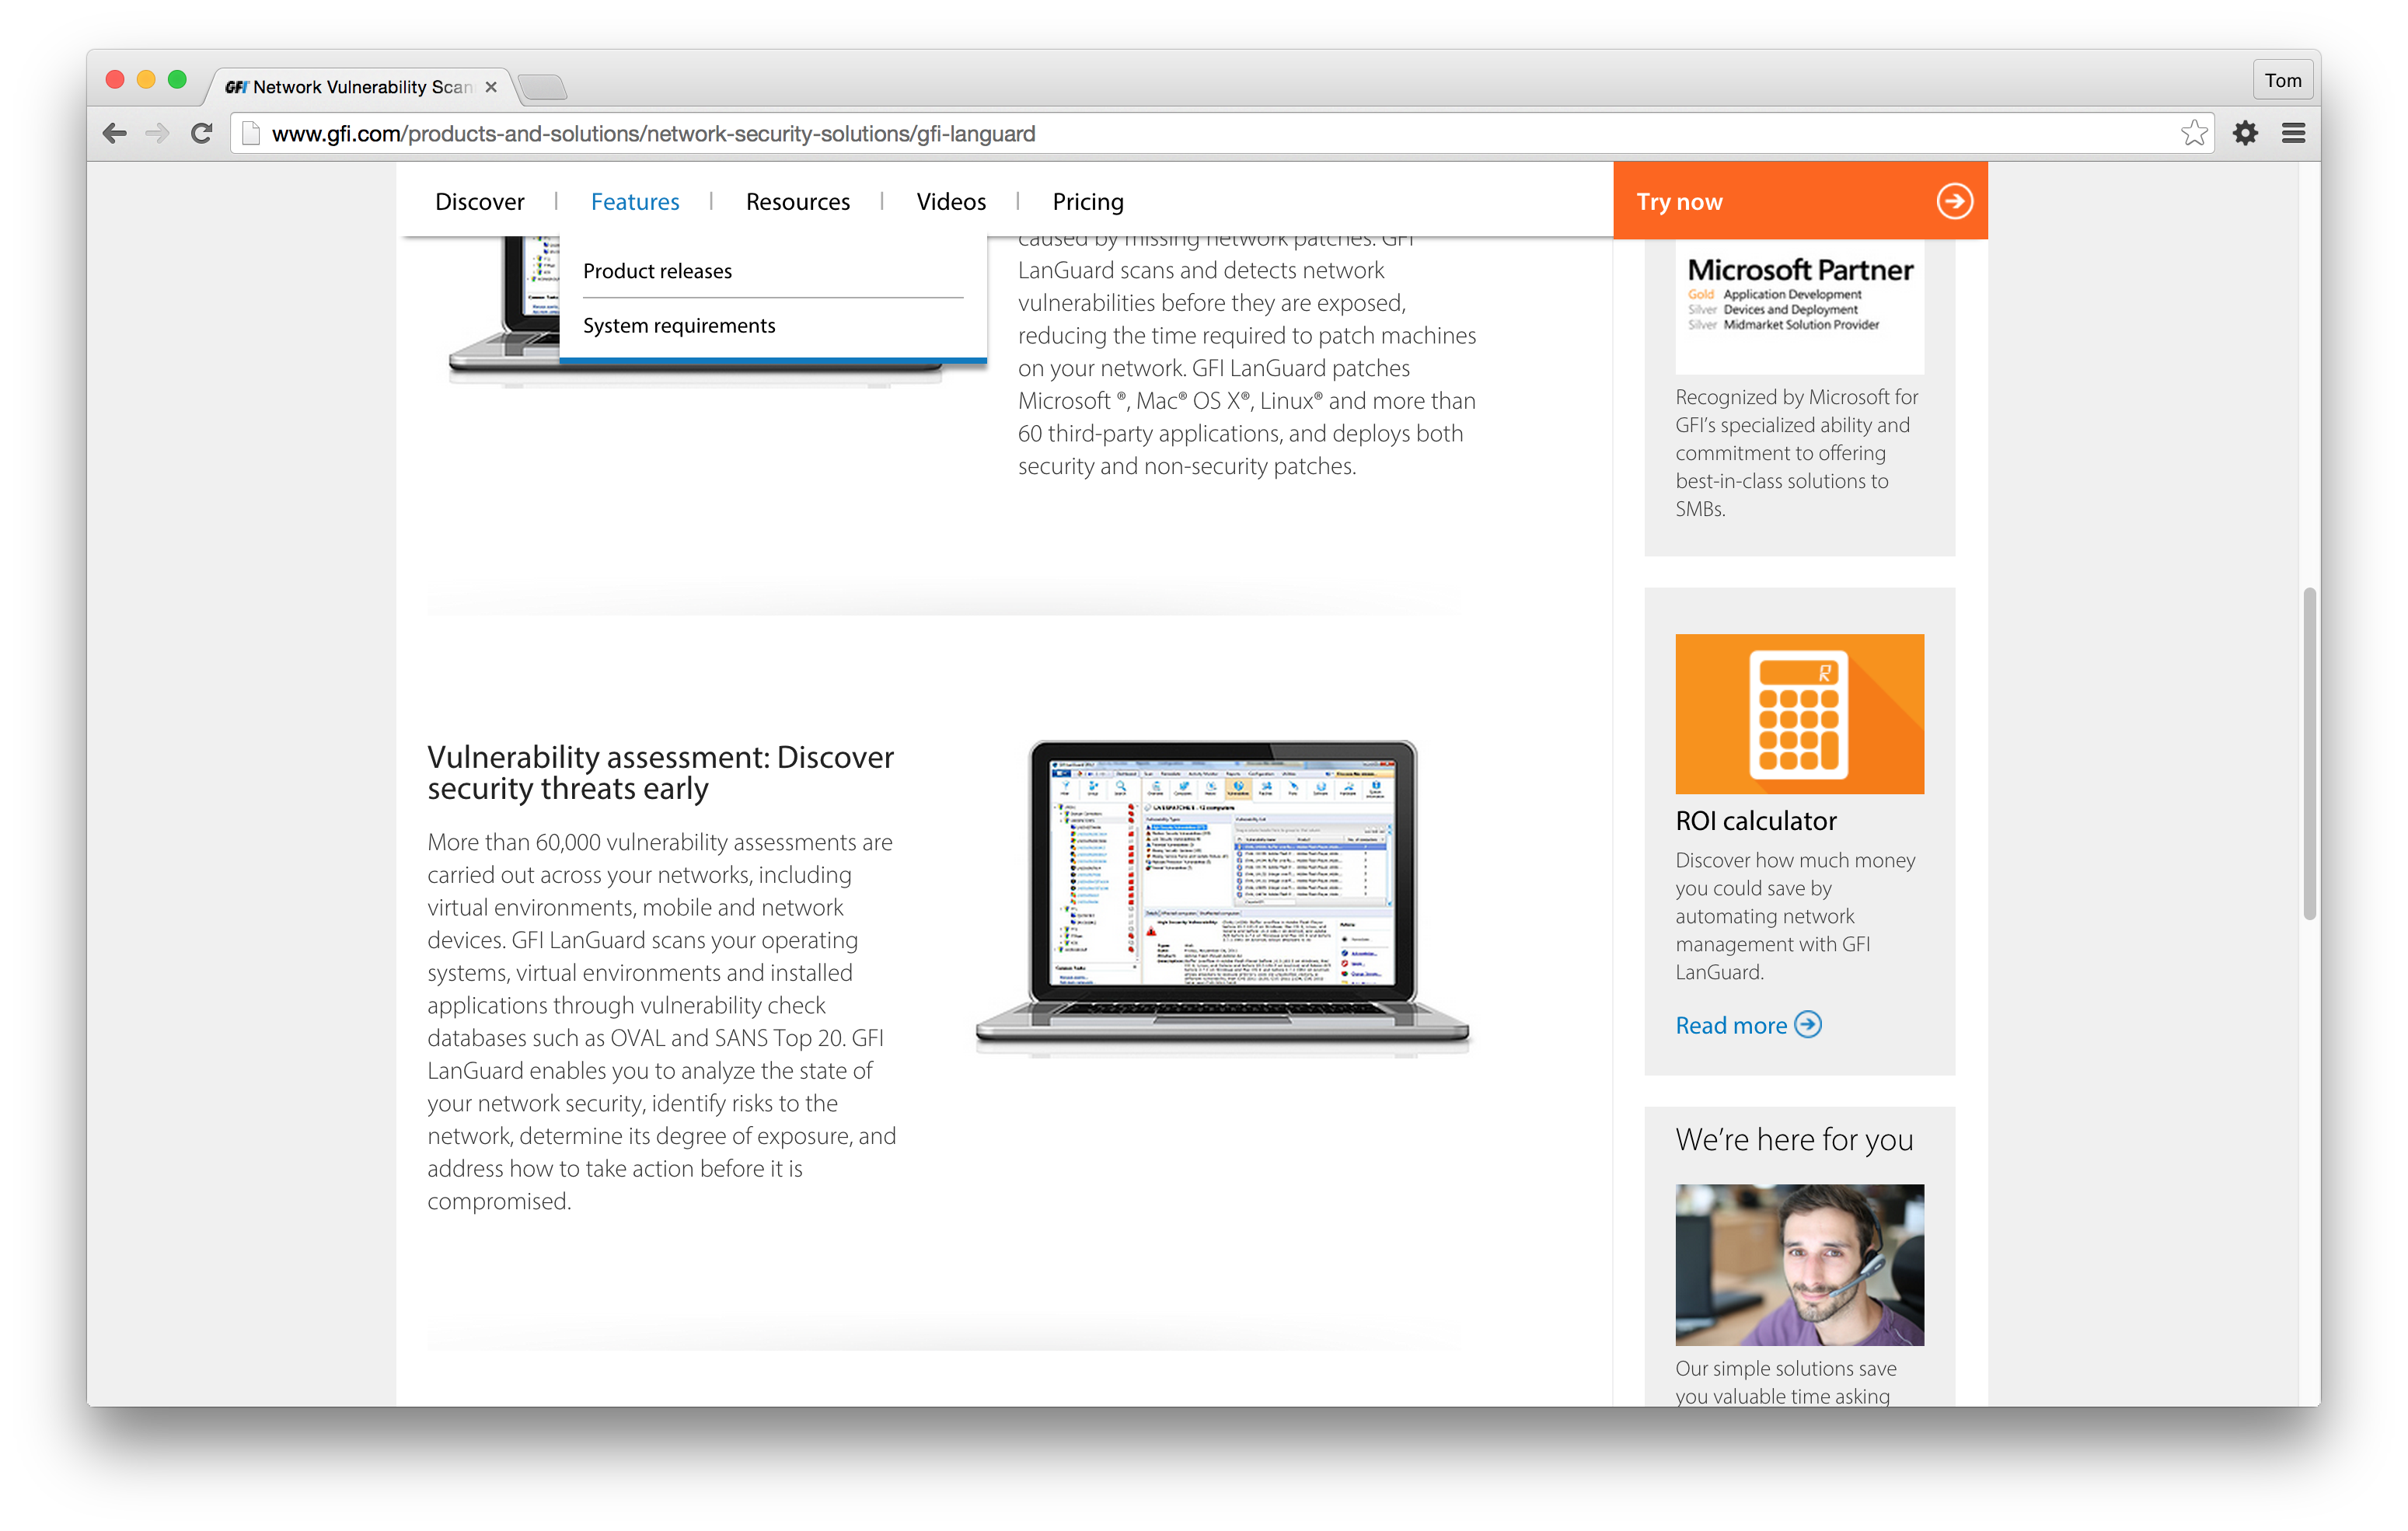 GFI Network Vulnerability Scan
Tom
www.gfi.com/products-and-solutions/network-security-solutions/gfi-languard
Discover
Features
Resources
Videos
Pricing
Try now
Product releases
System requirements
caused by missing network patches. GFI
LanGuard scans and detects network
vulnerabilities before they are exposed,
reducing the time required to patch machines
on your network. GFI LanGuard patches
Microsoft ®, Mac® OS X®, Linux® and more than
60 third-party applications, and deploys both
security and non-security patches.
Vulnerability assessment: Discover
security threats early
More than 60,000 vulnerability assessments are
carried out across your networks, including
virtual environments, mobile and network
devices. GFI LanGuard scans your operating
systems, virtual environments and installed
applications through vulnerability check
databases such as OVAL and SANS Top 20. GFI
LanGuard enables you to analyze the state of
your network security, identify risks to the
network, determine its degree of exposure, and
address how to take action before it is
compromised.
Microsoft Partner
Gold Application Development
Silver Devices and Deployment
Silver Midmarket Solution Provider
Recognized by Microsoft for
GFI’s specialized ability and
commitment to offering
best-in-class solutions to
SMBs.
ROI calculator
Discover how much money
you could save by
automating network
management with GFI
LanGuard.
Read more
We’re here for you
Our simple solutions save
you valuable time asking